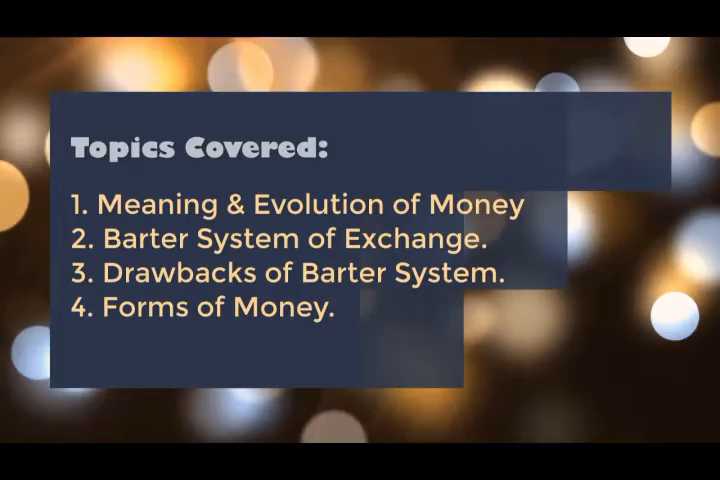 Topics Covered:
1. Meaning & Evolution of Money
2. Barter System of Exchange.
3. Drawbacks of Barter System.
4. Forms of Money.